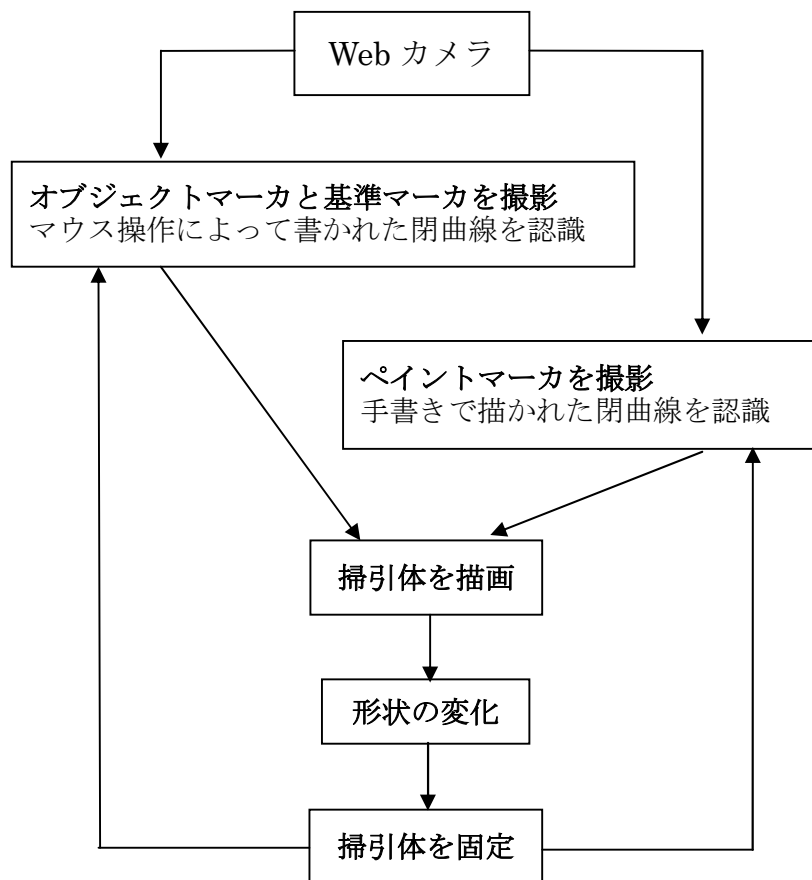 Web カメラ
オブジェクトマーカと基準マーカを撮影
マウス操作によって書かれた閉曲線を認識
ペイントマーカを撮影
手書きで描かれた閉曲線を認識
掃引体を描画
形状の変化
掃引体を固定